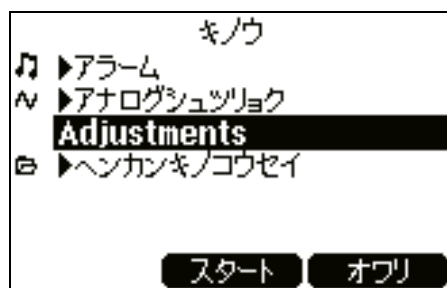 キノウ
▶アラーム
▶アナログシュツリョク
Adjustments
▶ヘンカンキノコウセイ
スタート オワリ